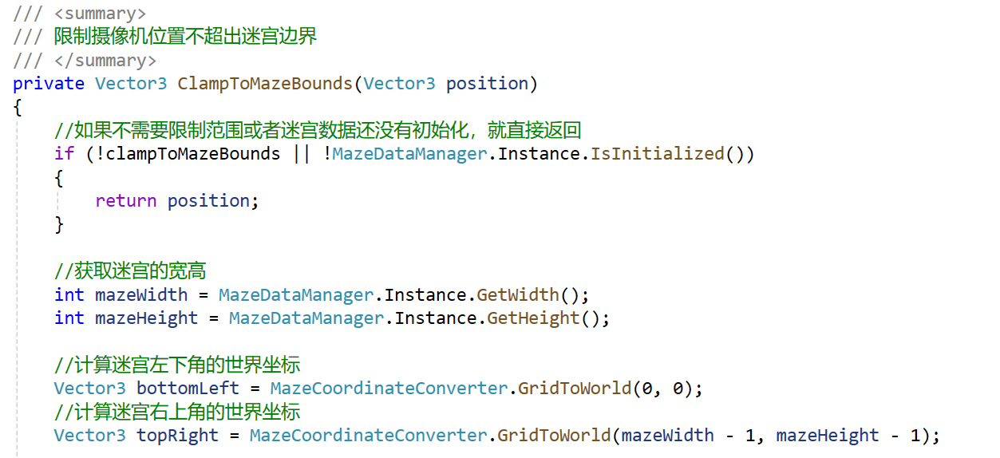 /// <summary>
/// 限制摄像机位置不超出迷宫边界
/// </summary>
private Vector3 ClampToMazeBounds(Vector3 position)
{
//如果不需要限制范围或者迷宫数据还没有初始化，就直接返回
if (!clampToMazeBounds || !MazeDataManager.Instance.IsInitialized())
{
return position;
}
//获取迷宫的宽高
int mazeWidth = MazeDataManager.Instance.GetWidth();
int mazeHeight = MazeDataManager.Instance.GetHeight();
//计算迷宫左下角的世界坐标
Vector3 bottomLeft = MazeCoordinateConverter.GridToWorld(0, 0);
//计算迷宫右上角的世界坐标
Vector3 topRight = MazeCoordinateConverter.GridToWorld(mazeWidth - 1, mazeHeight - 1);